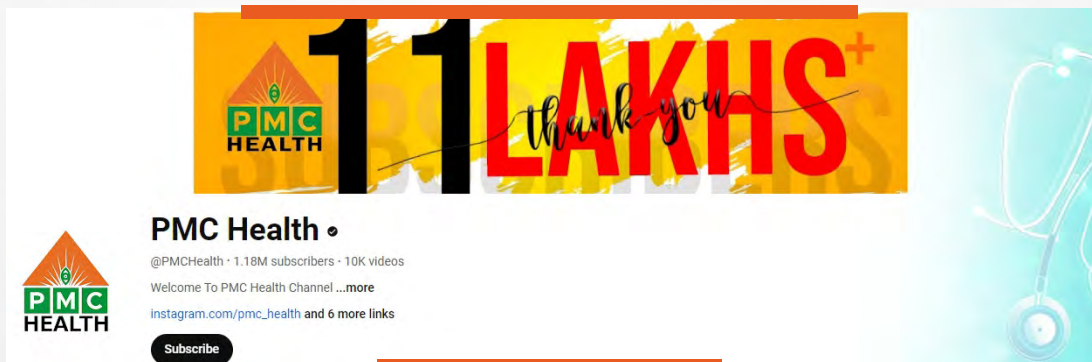 11 LAKHS+
thank you
SUBSCRIBERS
PMC
HEALTH
PMC Health
@PMCHealth · 1.18M subscribers · 10K videos
Welcome To PMC Health Channel ...more
instagram.com/pmc_health and 6 more links
PMC
HEALTH
Subscribe